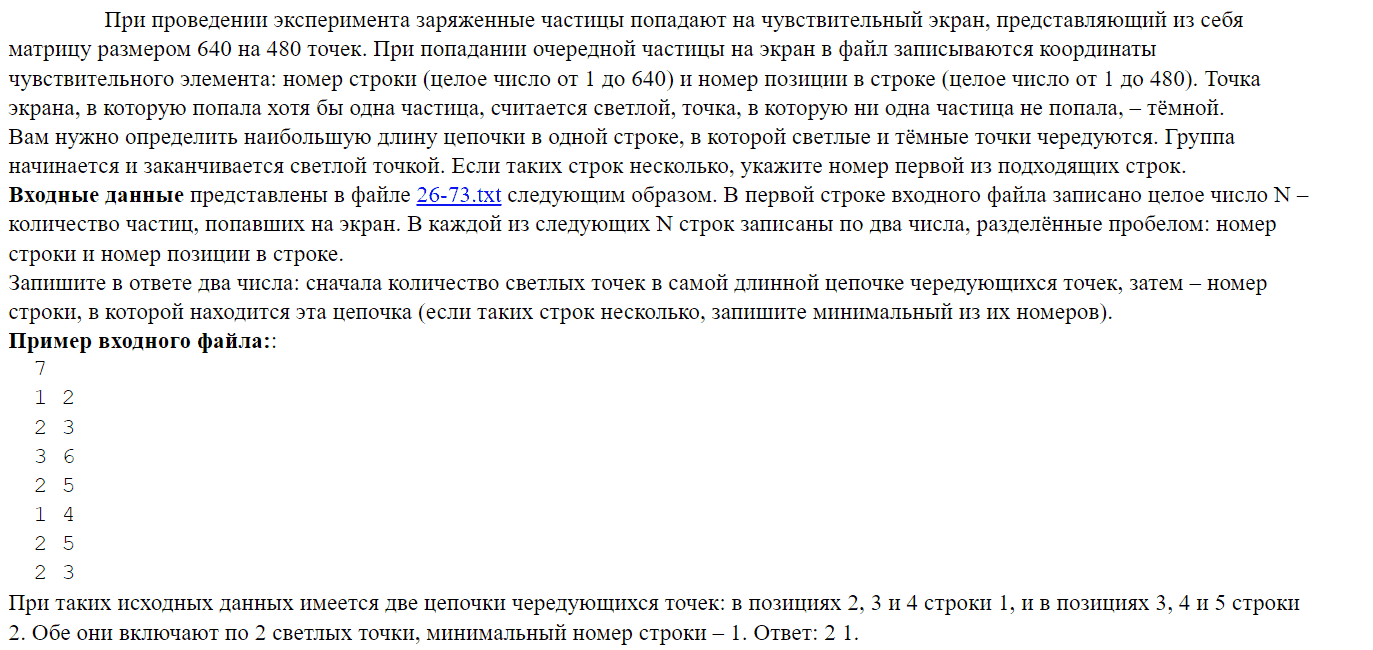 При проведении эксперимента заряженные частицы попадают на чувствительный экран, представляющий из себя
матрицу размером 640 на 480 точек. При попадании очередной частицы на экран в файл записываются координаты
чувствительного элемента: номер строки (целое число от 1 до 640) и номер позиции в строке (целое число от 1 до 480). Точка
экрана, в которую попала хотя бы одна частица, считается светлой, точка, в которую ни одна частица не попала, – тёмной.
Вам нужно определить наибольшую длину цепочки в одной строке, в которой светлые и тёмные точки чередуются. Группа
начинается и заканчивается светлой точкой. Если таких строк несколько, укажите номер первой из подходящих строк.
Входные данные представлены в файле 26-73.txt следующим образом. В первой строке входного файла записано целое число N –
количество частиц, попавших на экран. В каждой из следующих N строк записаны по два числа, разделённые пробелом: номер
строки и номер позиции в строке.
Запишите в ответе два числа: сначала количество светлых точек в самой длинной цепочке чередующихся точек, затем – номер
строки, в которой находится эта цепочка (если таких строк несколько, запишите минимальный из их номеров).
Пример входного файла::
7
1 2
2 3
3 6
2 5
1 4
2 5
2 3
При таких исходных данных имеется две цепочки чередующихся точек: в позициях 2, 3 и 4 строки 1, и в позициях 3, 4 и 5 строки
2. Обе они включают по 2 светлых точки, минимальный номер строки – 1. Ответ: 2 1.